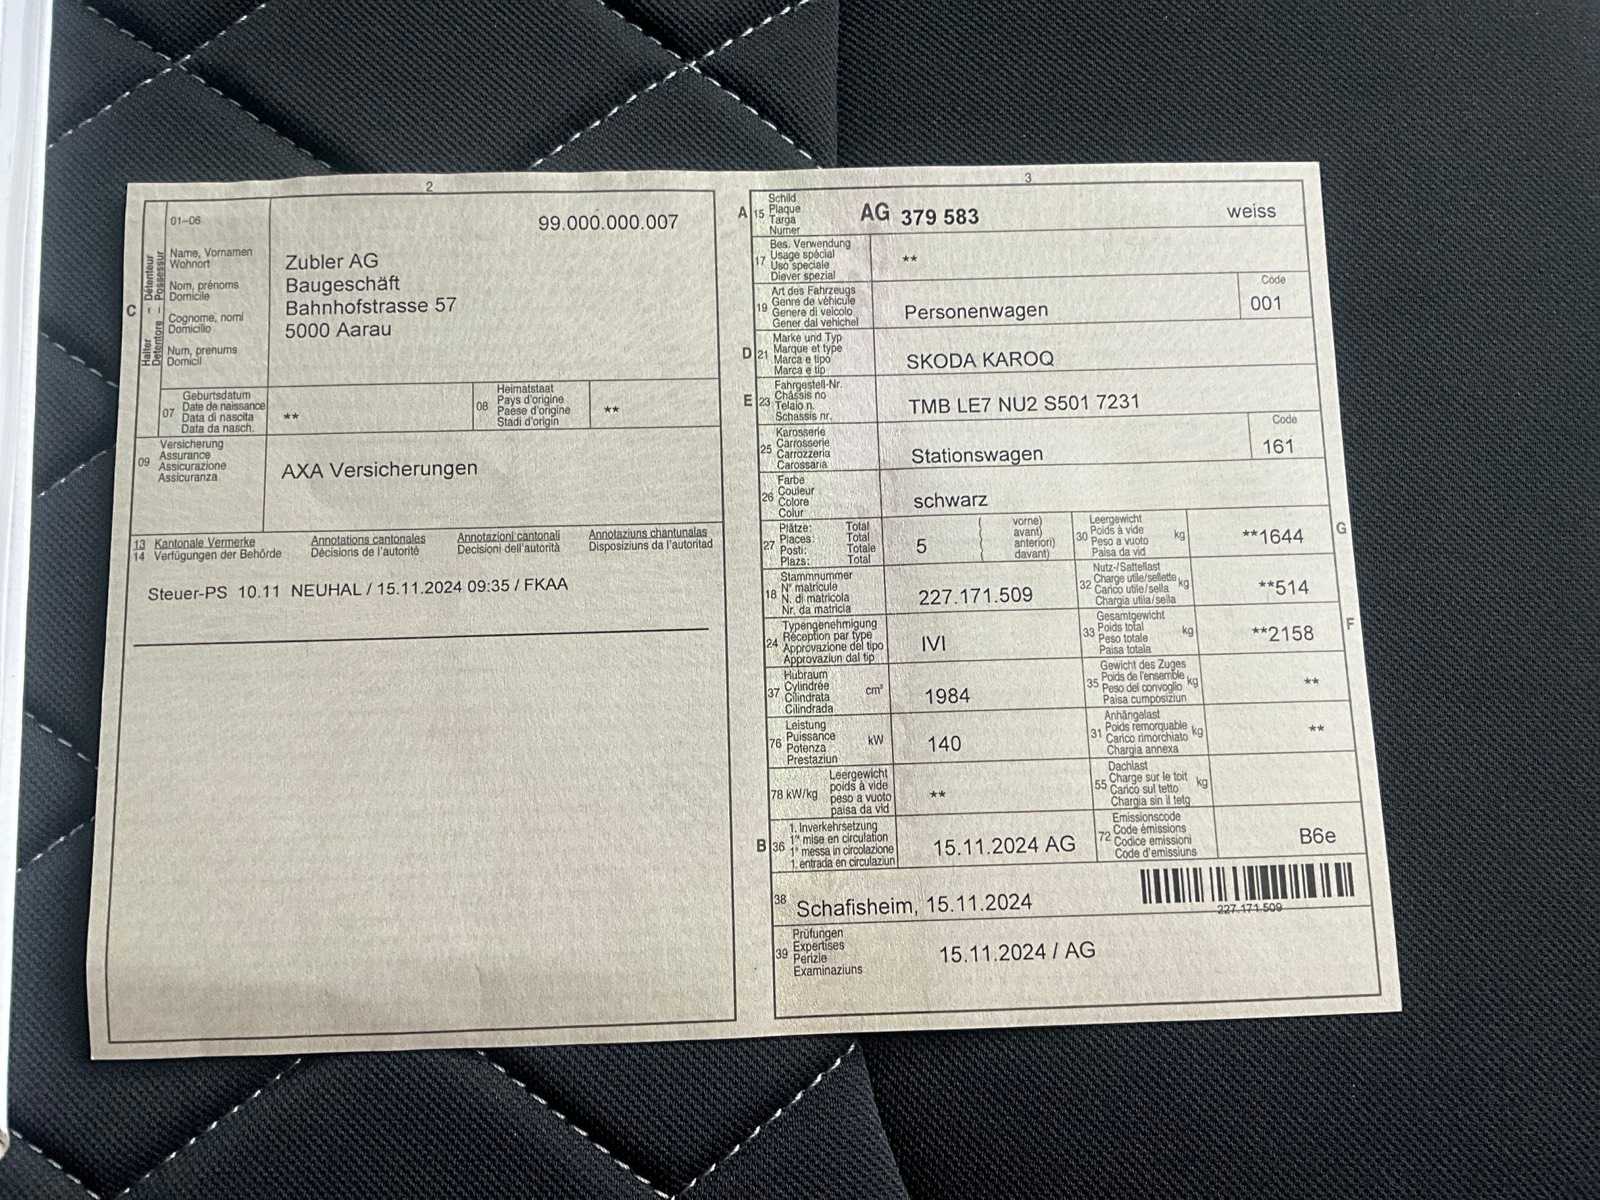 2
01–06
99.000.000.007
C
Halter – Détenteur
Detentore – Possessur
Name, Vornamen
Wohnort
Nom, prénoms
Domicile
Cognome, nomi
Domicilio
Num, prenums
Domicil
Zubler AG
Baugeschäft
Bahnhofstrasse 57
5000 Aarau
07
Geburtsdatum
Date de naissance
Data di nascita
Data da nasch.
**
08
Heimatstaat
Pays d'origine
Paese d'origine
Stadi d'origin
**
09
Versicherung
Assurance
Assicurazione
Assicuranza
AXA Versicherungen
13 Kantonale Vermerke
14 Verfügungen der Behörde
Annotations cantonales
Décisions de l'autorité
Annotazioni cantonali
Decisioni dell'autorità
Annotaziuns chantunalas
Disposiziuns da l'autoritad
Steuer-PS 10.11 NEUHAL / 15.11.2024 09:35 / FKAA
3
A 15
Schild
Plaque
Targa
Numer
AG 379 583
weiss
17
Bes. Verwendung
Usage spécial
Uso speciale
Diever spezial
**
19
Art des Fahrzeugs
Genre de véhicule
Genere di veicolo
Gener dal vehichel
Personenwagen
Code
001
D 21
Marke und Typ
Marque et type
Marca e tipo
Marca e tip
SKODA KAROQ
E 23
Fahrgestell-Nr.
Châssis no
Telaio n.
Schassis nr.
TMB LE7 NU2 S501 7231
25
Karosserie
Carrosserie
Carrozzeria
Carossaria
Stationswagen
Code
161
26
Farbe
Couleur
Colore
Colur
schwarz
27
Plätze: Total
Places: Total
Posti: Totale
Plazs: Total
5
vorne)
avant)
anteriori)
davant)
30
Leergewicht
Poids à vide
Peso a vuoto
Paisa da vid
kg
**1644
G
18
Stammnummer
N° matricule
N. di matricola
Nr. da matricla
227.171.509
32
Nutz-/Sattellast
Charge utile/sellette
Carico utile/sella
Chargia utila/sella
kg
**514
24
Typengenehmigung
Réception par type
Approvazione del tipo
Approvaziun dal tip
IVI
33
Gesamtgewicht
Poids total
Peso totale
Paisa totala
kg
**2158
F
37
Hubraum
Cylindrée
Cilindrata
Cilindrada
cm³
1984
35
Gewicht des Zuges
Poids de l'ensemble
Peso del convoglio
Paisa cumposiziun
kg
**
76
Leistung
Puissance
Potenza
Prestaziun
kW
140
31
Anhängelast
Poids remorquable
Carico rimorchiato
Chargia annexa
kg
**
78 kW/kg
Leergewicht
poids à vide
peso a vuoto
paisa da vid
**
55
Dachlast
Charge sur le toit
Carico sul tetto
Chargia sin il tetg
kg
B 36
1. Inverkehrsetzung
1re mise en circulation
1a messa in circolazione
1. entrada en circulaziun
15.11.2024 AG
72
Emissionscode
Code émissions
Codice emissioni
Code d'emissiuns
B6e
38
Schafisheim, 15.11.2024
227.171.509
39
Prüfungen
Expertises
Perizie
Examinaziuns
15.11.2024 / AG